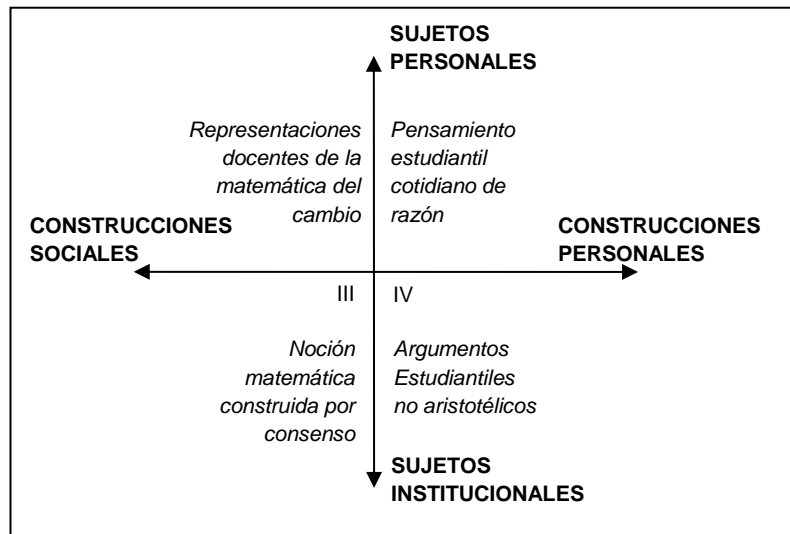 SUJETOS
PERSONALES
Representaciones
docentes de la
matemática del
cambio
Pensamiento
estudiantil
cotidiano de
razón
CONSTRUCCIONES
SOCIALES
CONSTRUCCIONES
PERSONALES
III
IV
Noción
matemática
construida por
consenso
Argumentos
Estudiantiles
no aristotélicos
SUJETOS
INSTITUCIONALES